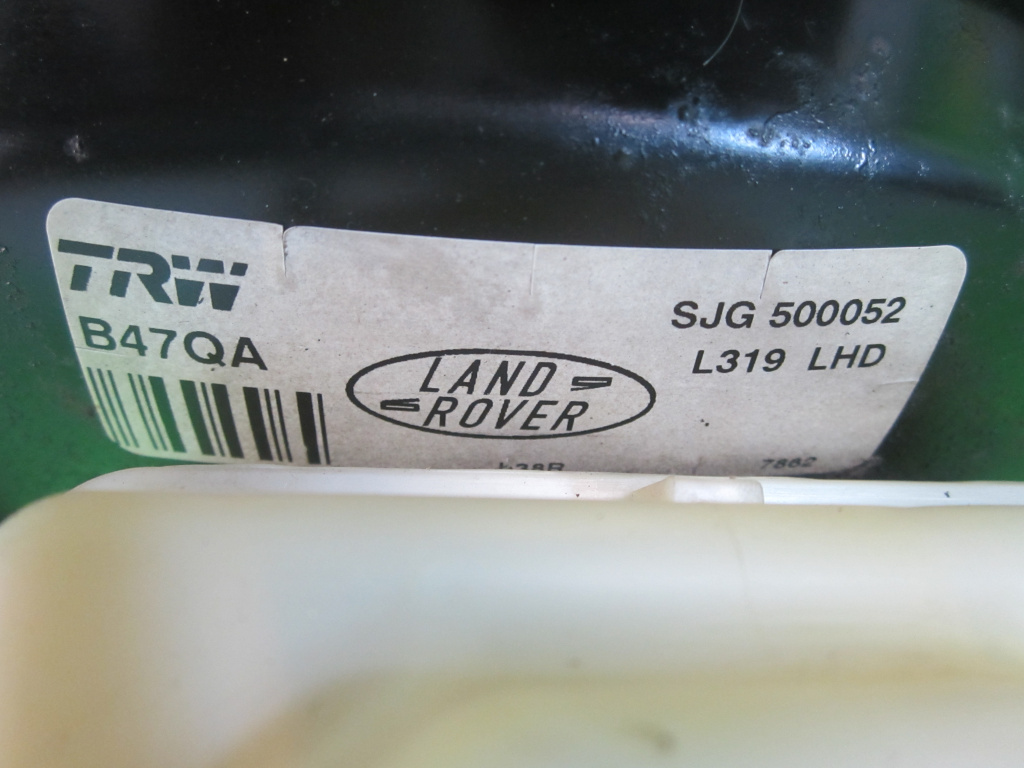 TRW
B47QA
LAND
ROVER
SJG 500052
L319 LHD
7862